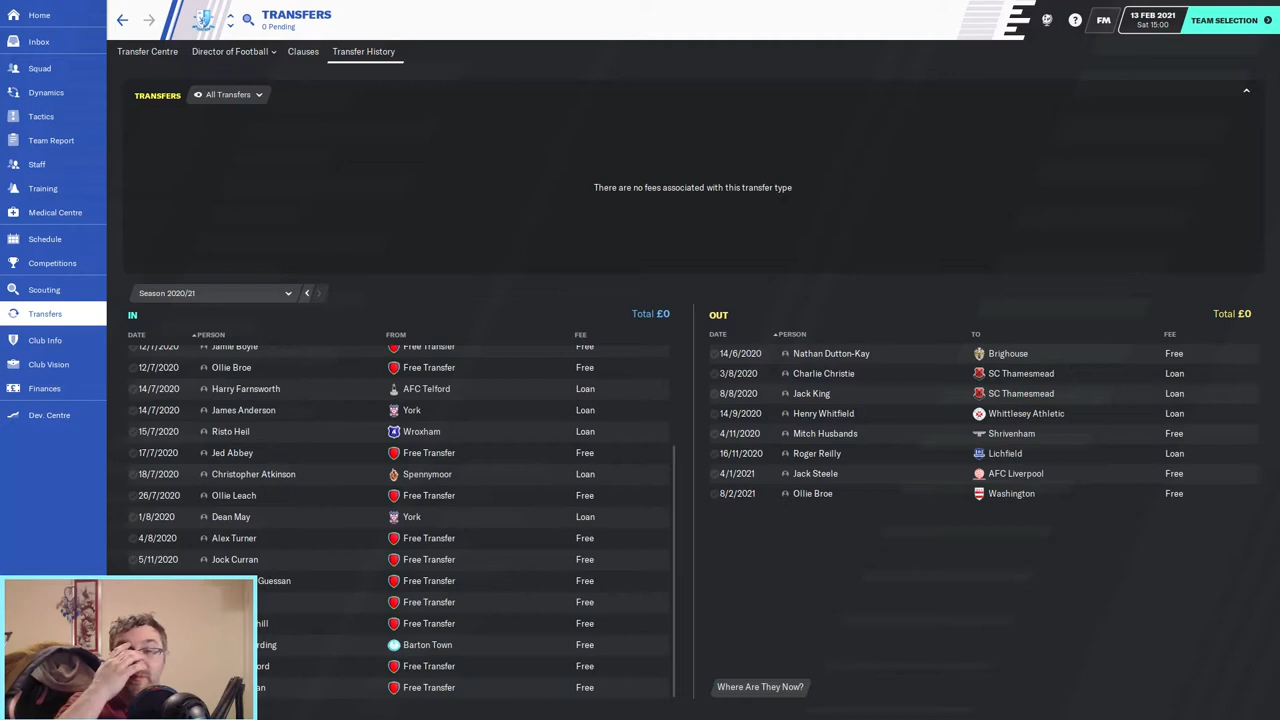 Home
Inbox
Squad
Dynamics
Tactics
Team Report
Staff
Training
Medical Centre
Schedule
Competitions
Scouting
Transfers
Club Info
Club Vision
Finances
Dev. Centre
TRANSFERS
0 Pending
FM
13 FEB 2021
Sat 15:00
TEAM SELECTION
Transfer Centre Director of Football Clauses Transfer History
TRANSFERS All Transfers
There are no fees associated with this transfer type
Season 2020/21
IN Total £0
DATE PERSON FROM FEE
12/7/2020 Jamie Boyle Free Transfer Free
12/7/2020 Ollie Broe Free Transfer Free
14/7/2020 Harry Farnsworth AFC Telford Loan
14/7/2020 James Anderson York Loan
15/7/2020 Risto Heil Wroxham Loan
17/7/2020 Jed Abbey Free Transfer Free
18/7/2020 Christopher Atkinson Spennymoor Loan
26/7/2020 Ollie Leach Free Transfer Free
1/8/2020 Dean May York Loan
4/8/2020 Alex Turner Free Transfer Free
5/11/2020 Jock Curran Free Transfer Free
Guessan Free Transfer Free
Free Transfer Free
hill Free Transfer Free
rding Barton Town Free
ord Free Transfer Free
an Free Transfer Free
OUT Total £0
DATE PERSON TO FEE
14/6/2020 Nathan Dutton-Kay Brighouse Free
3/8/2020 Charlie Christie SC Thamesmead Loan
8/8/2020 Jack King SC Thamesmead Loan
14/9/2020 Henry Whitfield Whittlesey Athletic Loan
4/11/2020 Mitch Husbands Shrivenham Free
16/11/2020 Roger Reilly Lichfield Loan
4/1/2021 Jack Steele AFC Liverpool Free
8/2/2021 Ollie Broe Washington Free
Where Are They Now?